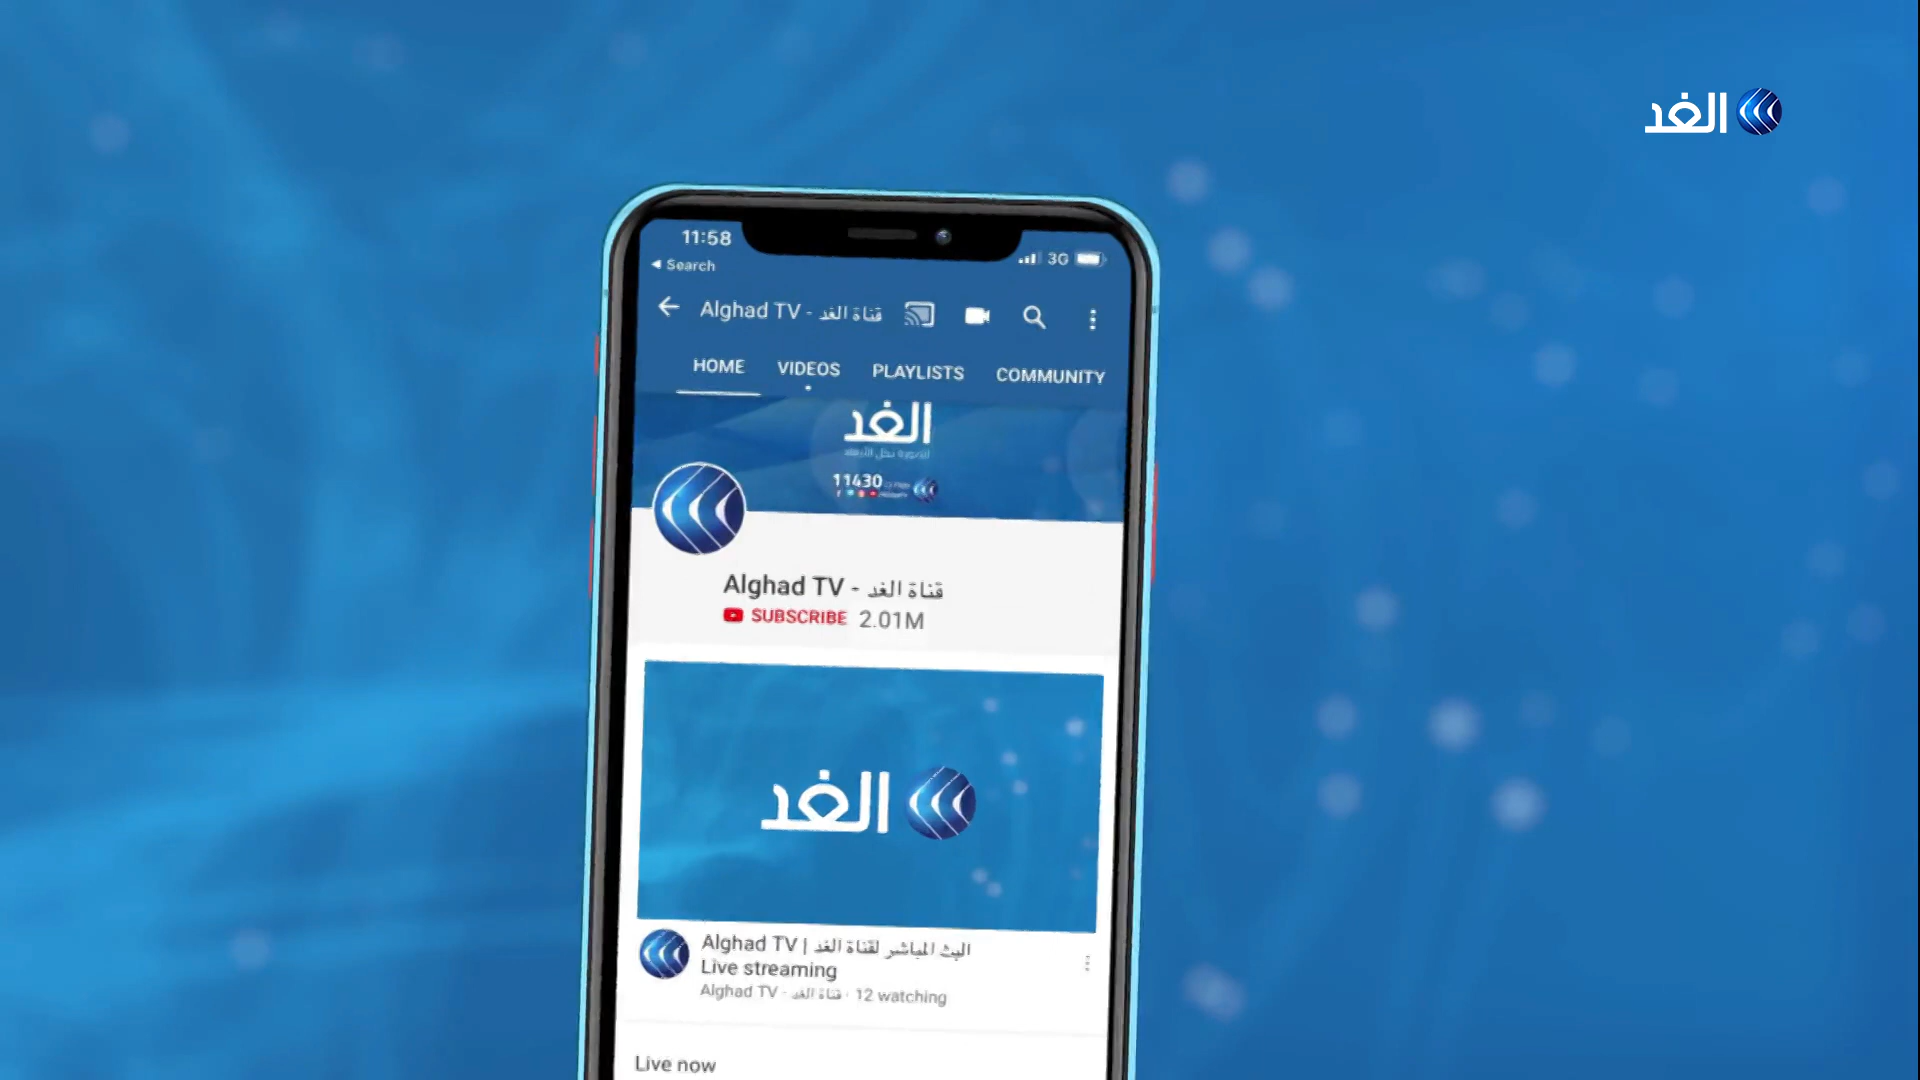 الغد
11:58
Search
3G
Alghad TV - قناة الغد
HOME VIDEOS PLAYLISTS COMMUNITY
الغد
11430
Alghad TV - قناة الغد
SUBSCRIBE 2.01M
الغد
Alghad TV | البث المباشر لقناة الغد
Live streaming
Alghad TV - قناة الغد · 12 watching
Live now